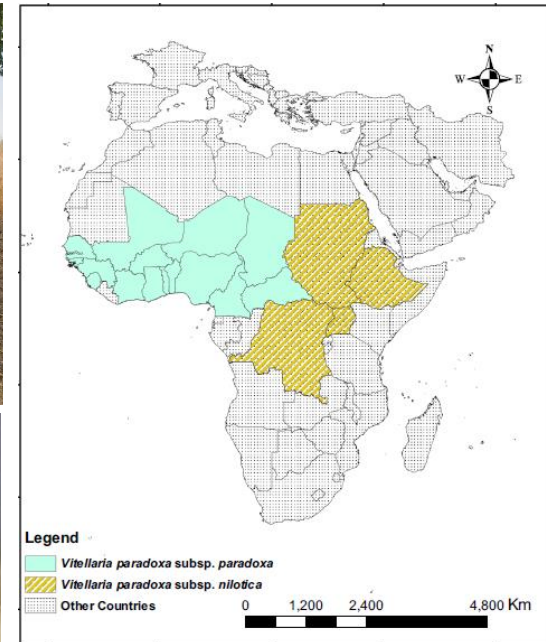 N
W E
S
Legend
Vitellaria paradoxa subsp. paradoxa
Vitellaria paradoxa subsp. nilotica
Other Countries
0 1,200 2,400 4,800 Km